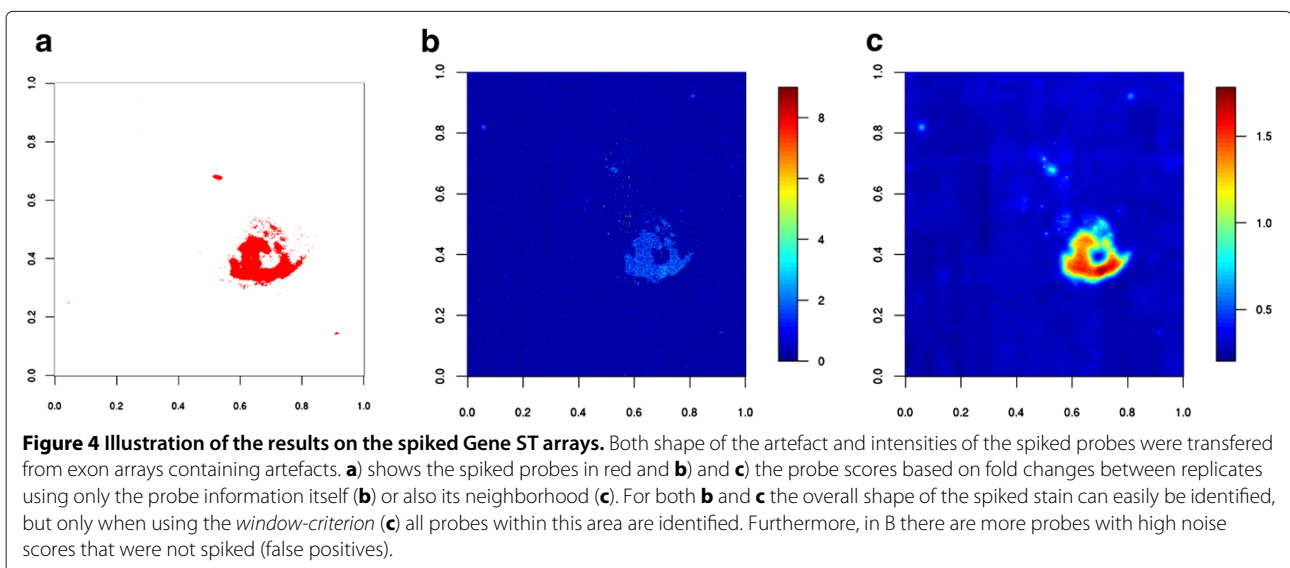 a
b
c
1.0
0.8
0.6
0.4
0.2
0.0
0.0 0.2 0.4 0.6 0.8 1.0
1.0
0.8
0.6
0.4
0.2
0.0
0.0 0.2 0.4 0.6 0.8 1.0
8
6
4
2
0
1.0
0.8
0.6
0.4
0.2
0.0
0.0 0.2 0.4 0.6 0.8 1.0
1.5
1.0
0.5
Figure 4 Illustration of the results on the spiked Gene ST arrays. Both shape of the artefact and intensities of the spiked probes were transfered
from exon arrays containing artefacts. a) shows the spiked probes in red and b) and c) the probe scores based on fold changes between replicates
using only the probe information itself (b) or also its neighborhood (c). For both b and c the overall shape of the spiked stain can easily be identified,
but only when using the window-criterion (c) all probes within this area are identified. Furthermore, in B there are more probes with high noise
scores that were not spiked (false positives).